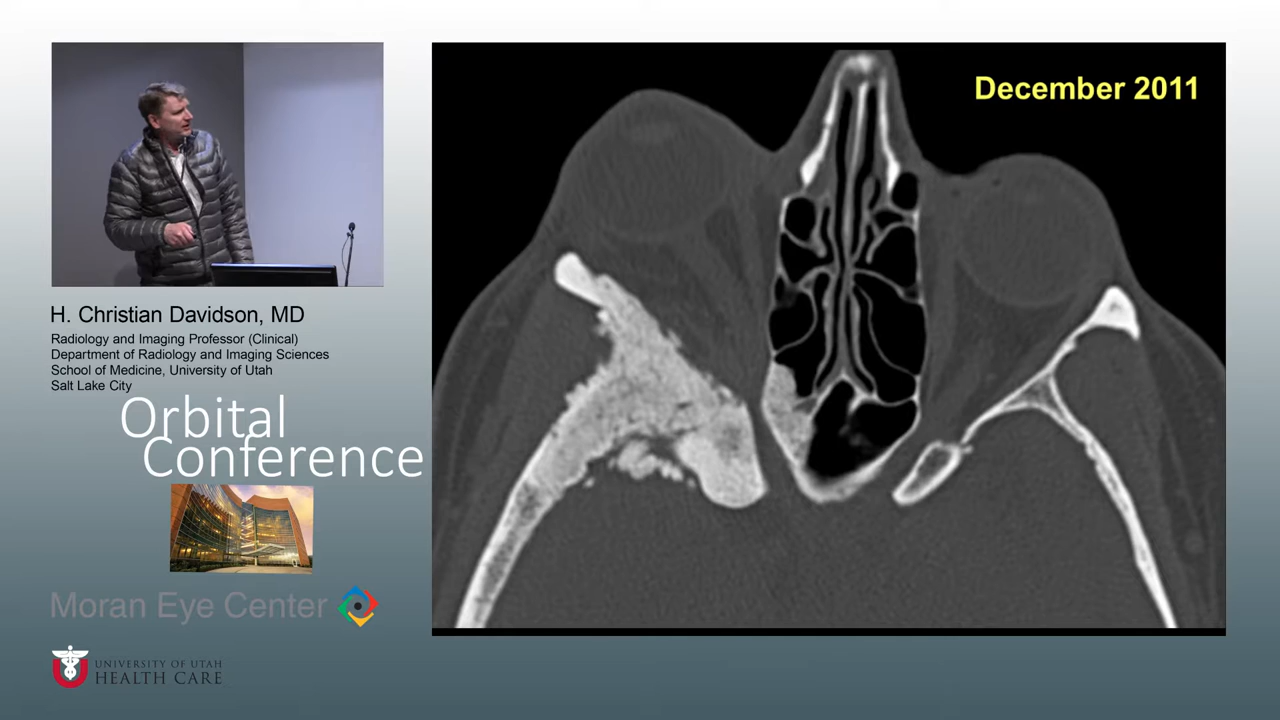 December 2011
H. Christian Davidson, MD
Radiology and Imaging Professor (Clinical)
Department of Radiology and Imaging Sciences
School of Medicine, University of Utah
Salt Lake City
Orbital
Conference
Moran Eye Center
UNIVERSITY OF UTAH
HEALTH CARE